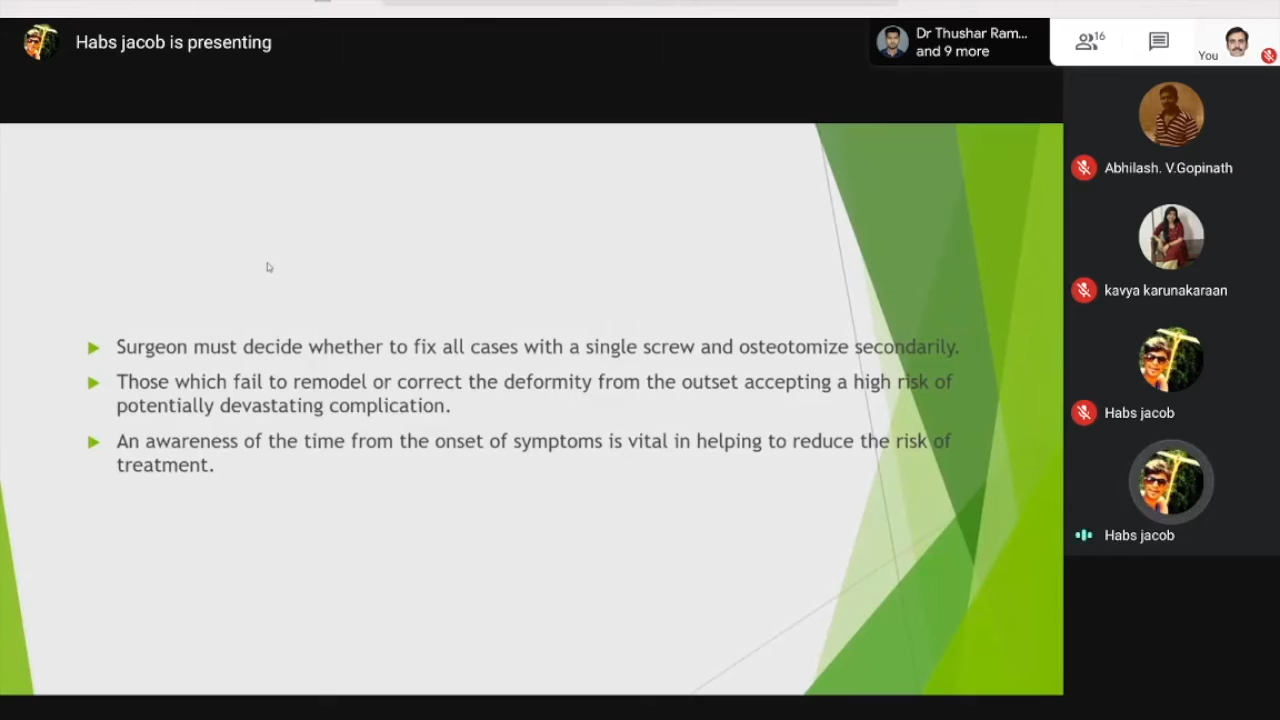 Habs jacob is presenting
Dr Thushar Ram...
and 9 more
16
You
Abhilash. V.Gopinath
kavya karunakaraan
Habs jacob
Habs jacob
Surgeon must decide whether to fix all cases with a single screw and osteotomize secondarily.
Those which fail to remodel or correct the deformity from the outset accepting a high risk of
potentially devastating complication.
An awareness of the time from the onset of symptoms is vital in helping to reduce the risk of
treatment.